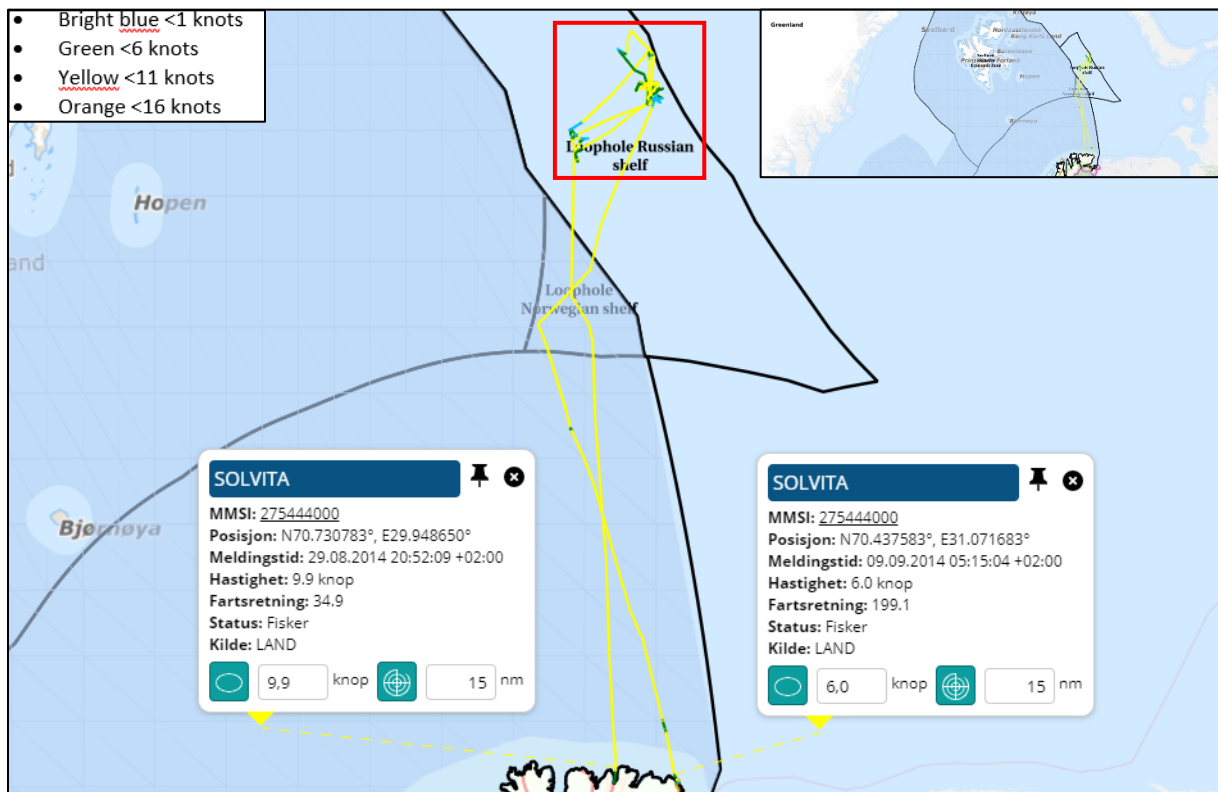 • Bright blue <1 knots
• Green <6 knots
• Yellow <11 knots
• Orange <16 knots
Greenland
Svalbard
Hopen
Bjørnøya
Loophole Russian
shelf
Hopen
and
Loophole
Norwegian shelf
Bjørnøya
SOLVITA
MMSI: 275444000
Posisjon: N70.730783°, E29.948650°
Meldingstid: 29.08.2014 20:52:09 +02:00
Hastighet: 9.9 knop
Fartsretning: 34.9
Status: Fisker
Kilde: LAND
9,9 knop 15 nm
SOLVITA
MMSI: 275444000
Posisjon: N70.437583°, E31.071683°
Meldingstid: 09.09.2014 05:15:04 +02:00
Hastighet: 6.0 knop
Fartsretning: 199.1
Status: Fisker
Kilde: LAND
6,0 knop 15 nm